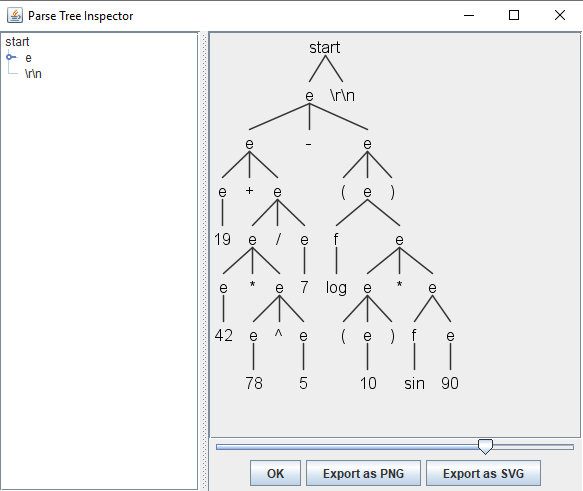 Parse Tree Inspector
start
e
\r\n
start
e \r\n
e - e
e + e ( e )
19 e / e f e
e * e 7 log e * e
42 e ^ e ( e ) f e
78 5 10 sin 90
OK Export as PNG Export as SVG